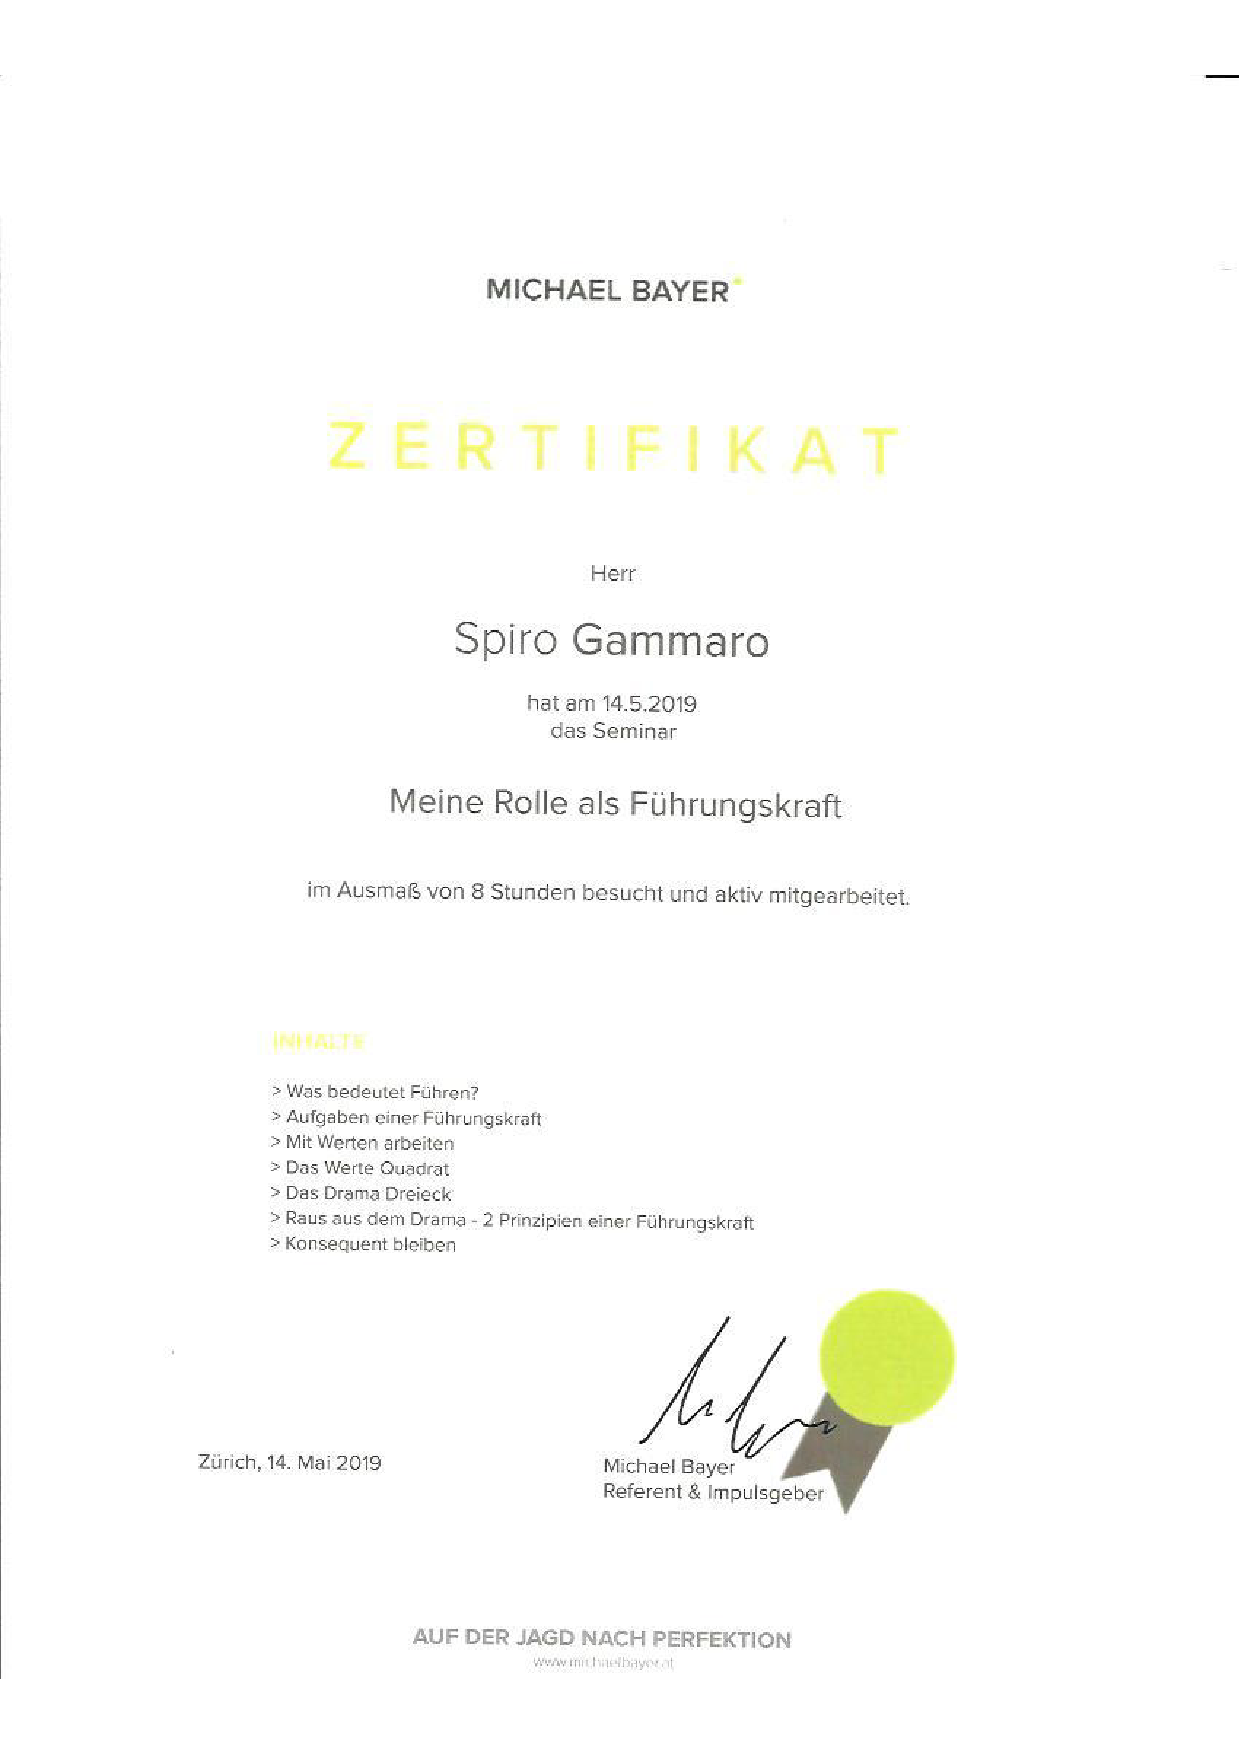 MICHAEL BAYER
ZERTIFIKAT
Herr
Spiro Gammaro
hat am 14.5.2019
das Seminar
Meine Rolle als Führungskraft
im Ausmaß von 8 Stunden besucht und aktiv mitgearbeitet.
INHALTE
> Was bedeutet Führen?
> Aufgaben einer Führungskraft
> Mit Werten arbeiten
> Das Werte Quadrat
> Das Drama Dreieck
> Raus aus dem Drama - 2 Prinzipien einer Führungskraft
> Konsequent bleiben
Zürich, 14. Mai 2019
Michael Bayer
Referent & Impulsgeber
AUF DER JAGD NACH PERFEKTION
www.michaelbayer.at